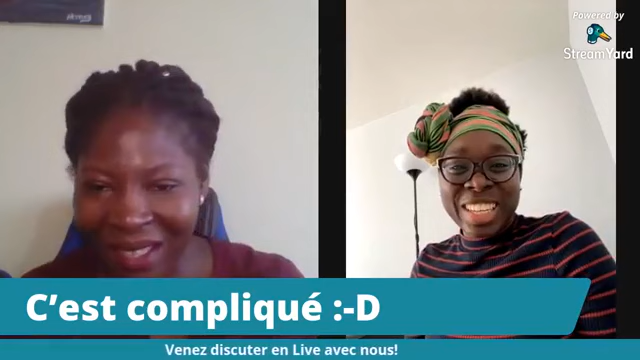 Powered by
StreamYard
C'est compliqué :-D
Venez discuter en Live avec nous!